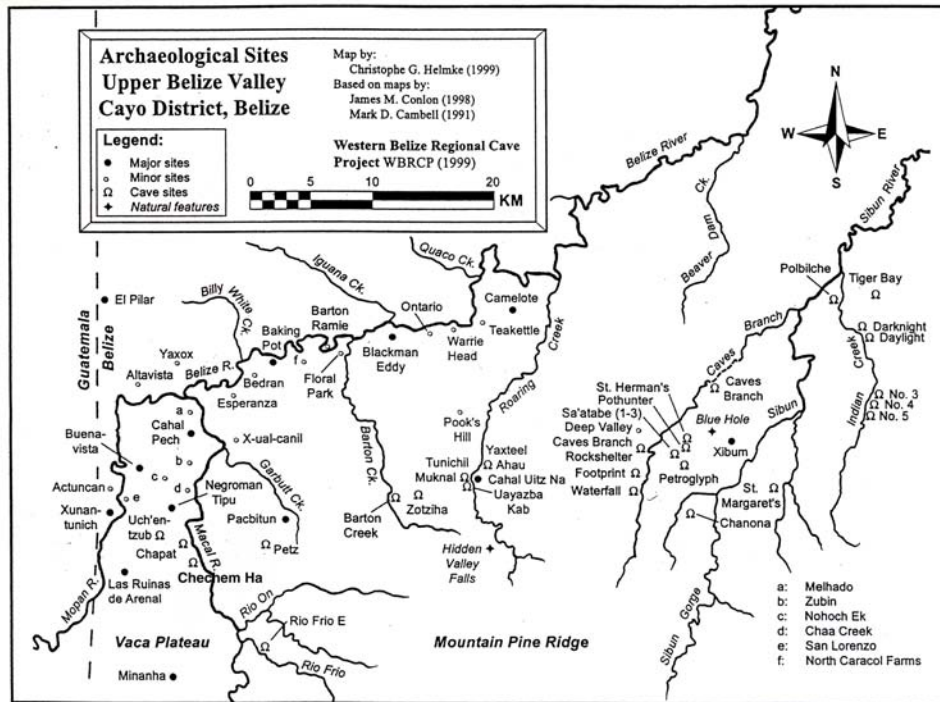 Archaeological Sites
Upper Belize Valley
Cayo District, Belize
Map by:
Christophe G. Helmke (1999)
Based on maps by:
James M. Conlon (1998)
Mark D. Cambell (1991)
Western Belize Regional Cave
Project WBRCP (1999)
Legend:
Major sites
Minor sites
Cave sites
Natural features
0 5 10 20
KM
N
W E
S
Belize River
Beaver Dam Ck.
Sibun River
Quaco Ck.
Iguana Ck.
Billy White Ck.
El Pilar
Guatemala
Belize
Polbilche
Tiger Bay
Camelote
Ontario
Barton
Ramie
Baking
Pot
f
Teakettle
Warrie
Head
Blackman
Eddy
Floral
Park
Roaring Creek
Caves Branch
Darknight
Daylight
Indian Creek
Yaxox
Altavista
Belize R.
Bedran
Esperanza
Caves
Branch
Sibun
No. 3
No. 4
No. 5
St. Herman's
Pothunter
Sa'atabe (1-3)
Deep Valley
Blue Hole
Caves Branch
Rockshelter
Xibum
Footprint
Petroglyph
Waterfall
St.
Margaret's
Chanona
a
Cahal
Pech
X-ual-canil
Pook's
Hill
Buena-
vista
b
Garbutt Ck.
Barton Ck.
Yaxteel
Ahau
Tunichil
Muknal
Cahal Uitz Na
Uayazba
Kab
c
d
Negroman
Tipu
Actuncan
e
Xunan-
tunich
Uch'en-
tzub
Pacbitun
Barton
Creek
Zotziha
Chapat
Petz
Macal R.
Chechem Ha
Hidden
Valley
Falls
Mopan R.
Las Ruinas
de Arenal
Rio On
Rio Frio E
Rio Frio
Vaca Plateau
Mountain Pine Ridge
Minanha
Sibun Gorge
a: Melhado
b: Zubin
c: Nohoch Ek
d: Chaa Creek
e: San Lorenzo
f: North Caracol Farms